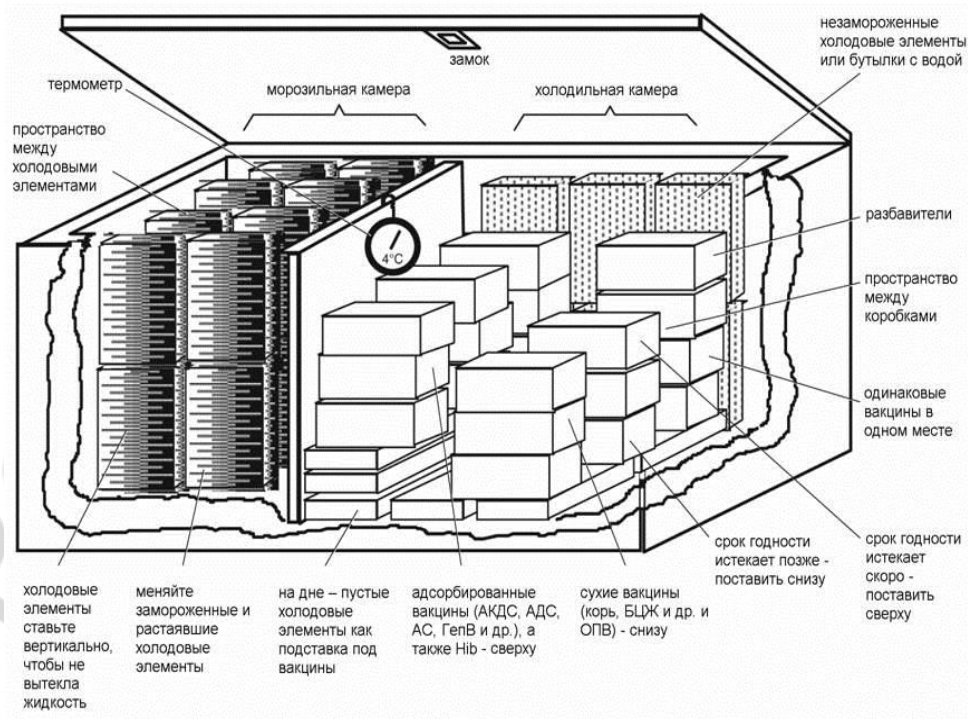 незамороженные
холодовые элементы
или бутылки с водой
замок
термометр
морозильная камера
холодильная камера
пространство
между
холодовыми
элементами
4°C
разбавители
пространство
между
коробками
одинаковые
вакцины в
одном месте
срок годности
истекает
скоро -
поставить
сверху
срок годности
истекает позже -
поставить снизу
холодовые
элементы
ставьте
вертикально,
чтобы не
вытекла
жидкость
меняйте
замороженные и
растаявшие
холодовые
элементы
на дне – пустые
холодовые
элементы как
подставка под
вакцины
адсорбированные
вакцины (АКДС, АДС,
АС, ГепВ и др.), а
также Hib - сверху
сухие вакцины
(корь, БЦЖ и др. и
ОПВ) - снизу